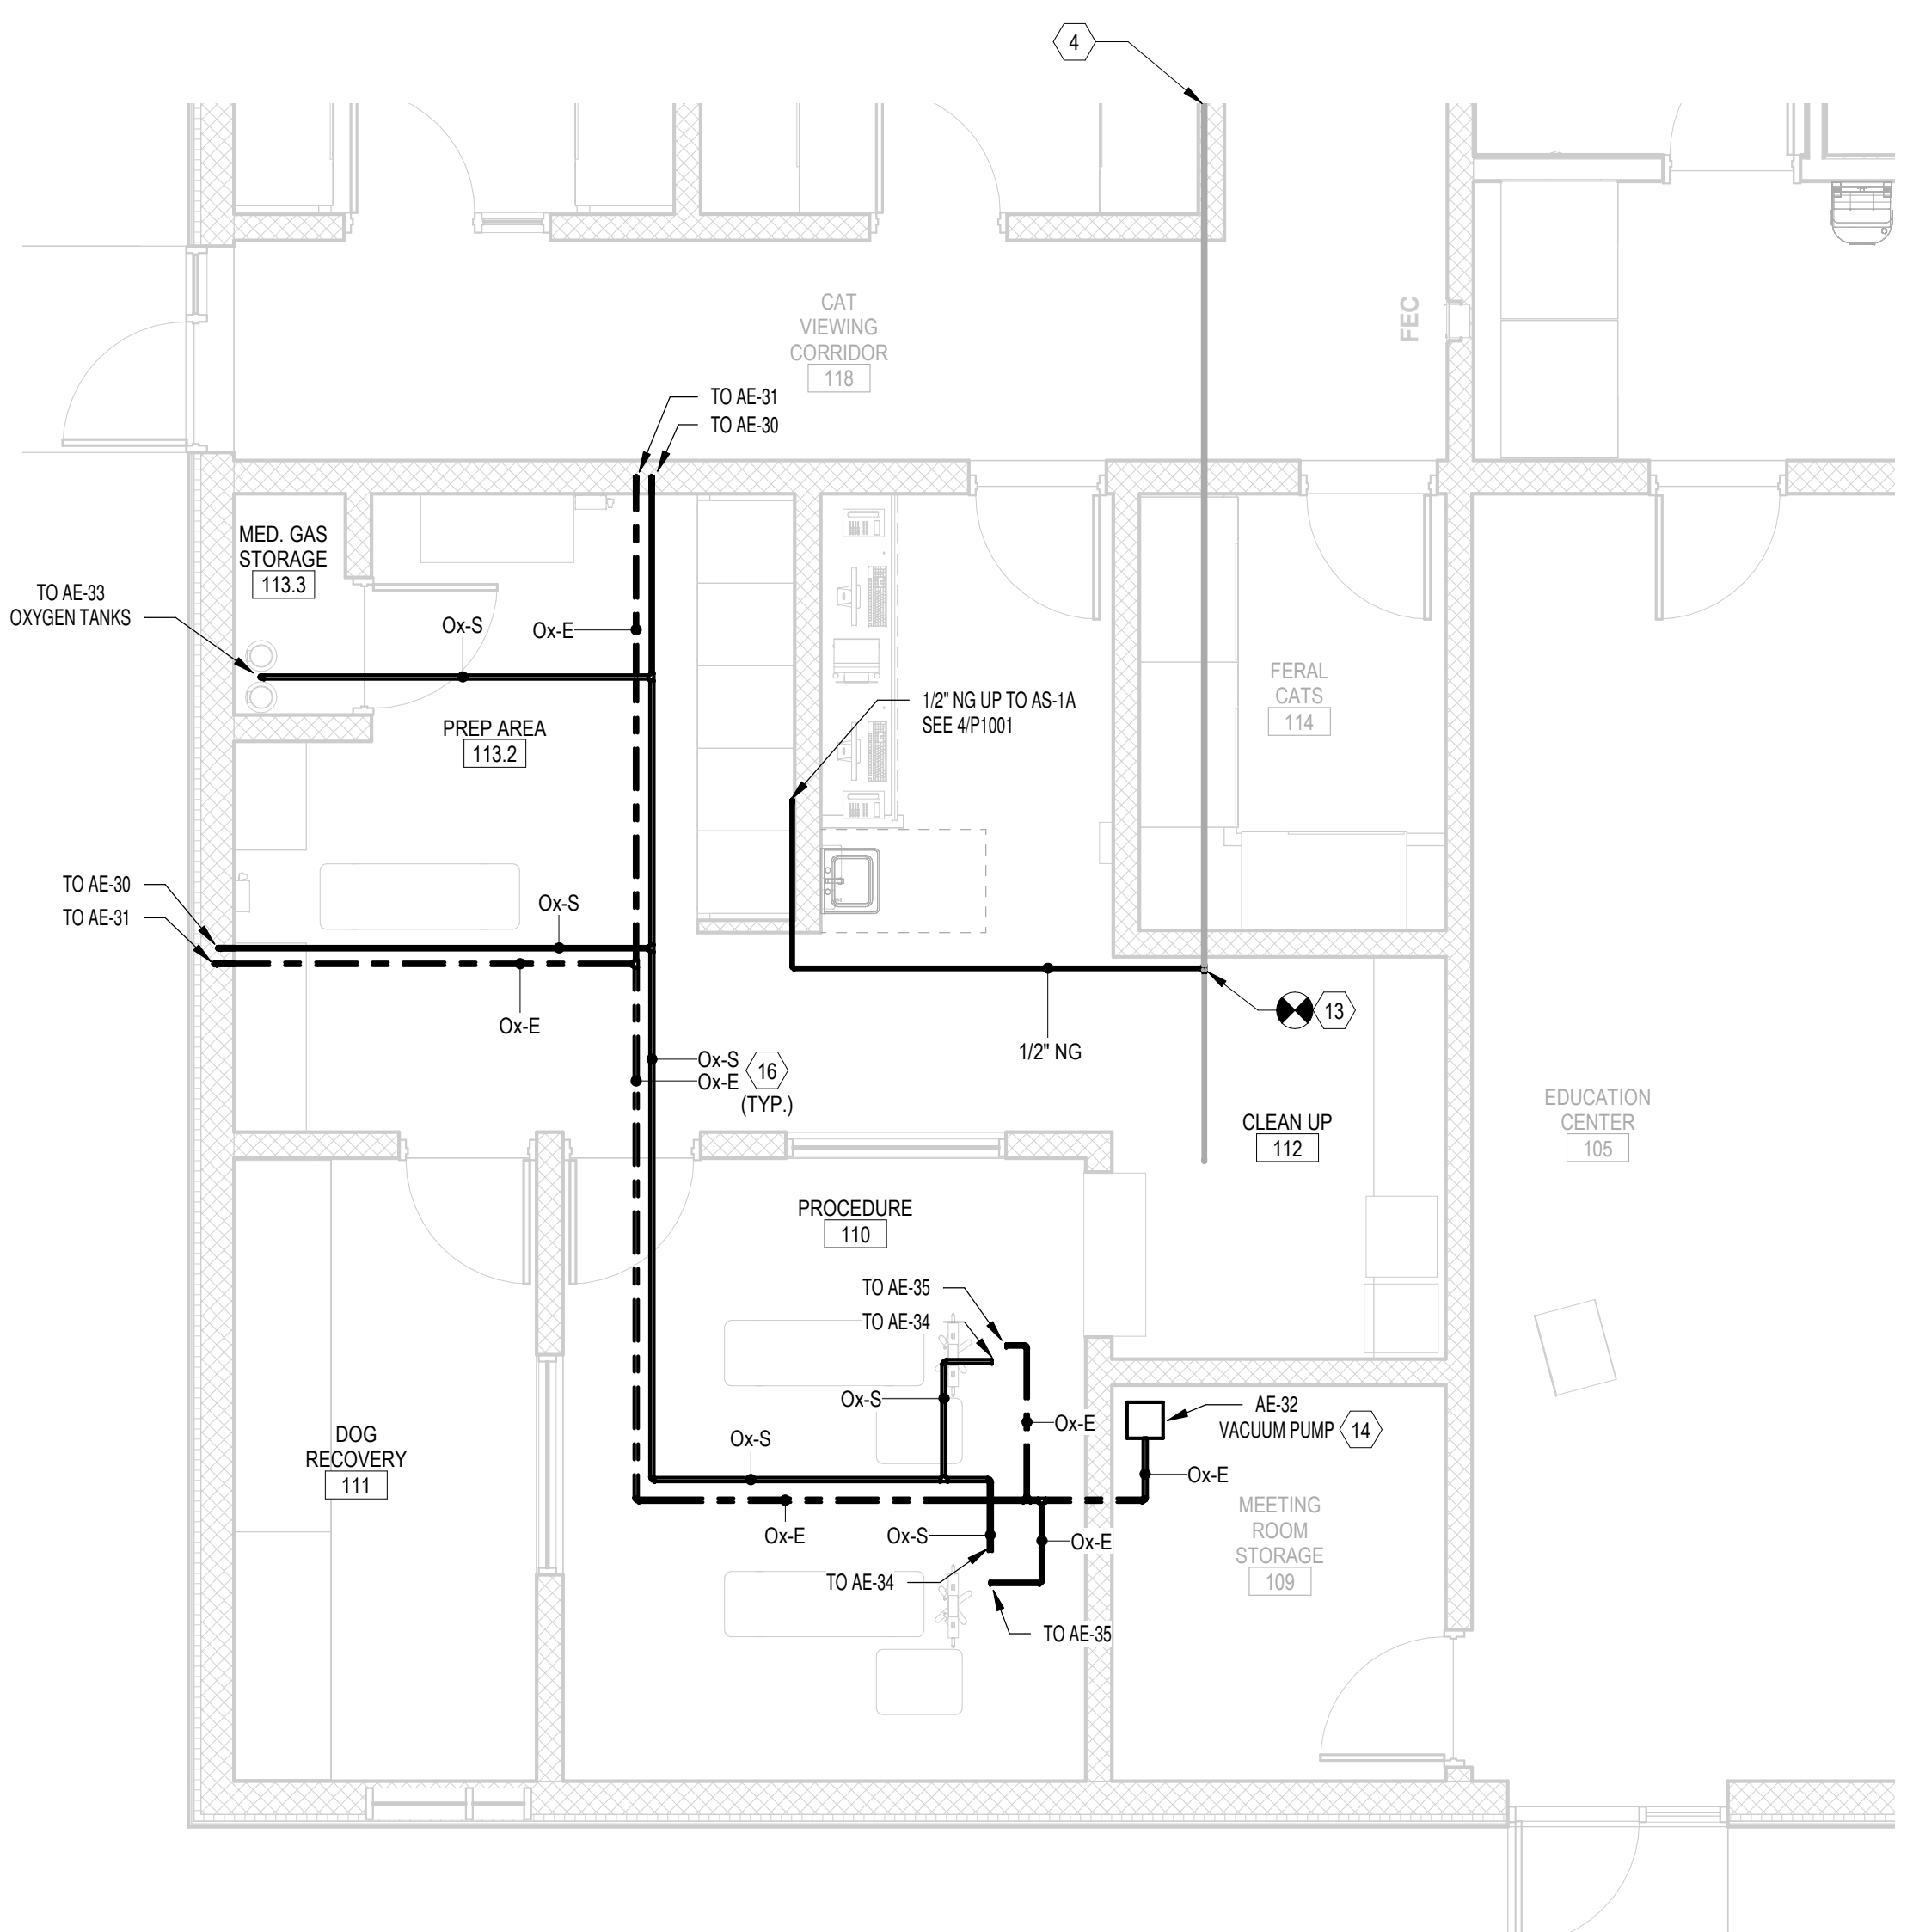 4
CAT
VIEWING
CORRIDOR
118
FEC
TO AE-31
TO AE-30
MED. GAS
STORAGE
113.3
TO AE-33
OXYGEN TANKS
Ox-S
Ox-E
PREP AREA
113.2
1/2" NG UP TO AS-1A
SEE 4/P1001
FERAL
CATS
114
TO AE-30
TO AE-31
Ox-S
Ox-E
13
1/2" NG
Ox-S
Ox-E
16
(TYP.)
CLEAN UP
112
EDUCATION
CENTER
105
PROCEDURE
110
TO AE-35
TO AE-34
Ox-S
Ox-E
AE-32
VACUUM PUMP
14
DOG
RECOVERY
111
Ox-S
Ox-E
Ox-E
Ox-S
Ox-E
MEETING
ROOM
STORAGE
109
TO AE-34
TO AE-35